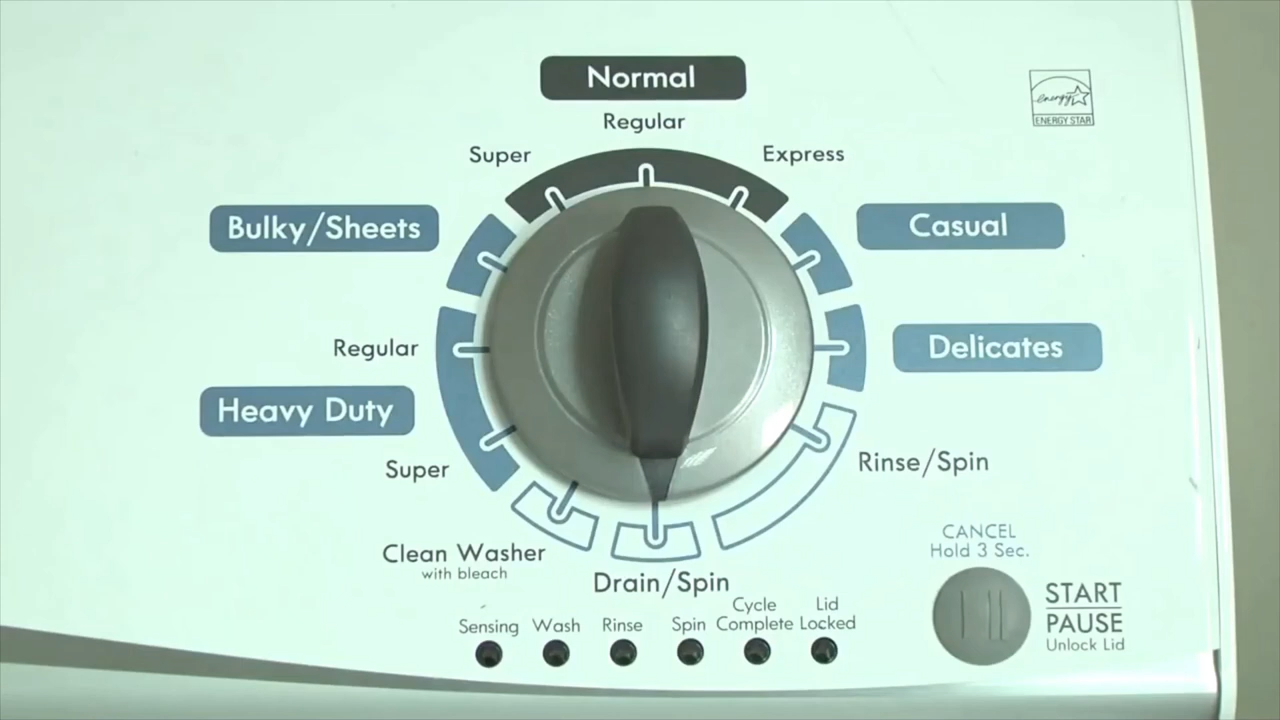 Normal
Regular
Super
Express
energy
ENERGY STAR
Bulky/Sheets
Casual
Regular
Delicates
Heavy Duty
Super
Rinse/Spin
Clean Washer
with bleach
Drain/Spin
CANCEL
Hold 3 Sec.
Sensing
Wash
Rinse
Spin
Cycle
Complete
Lid
Locked
START
PAUSE
Unlock Lid